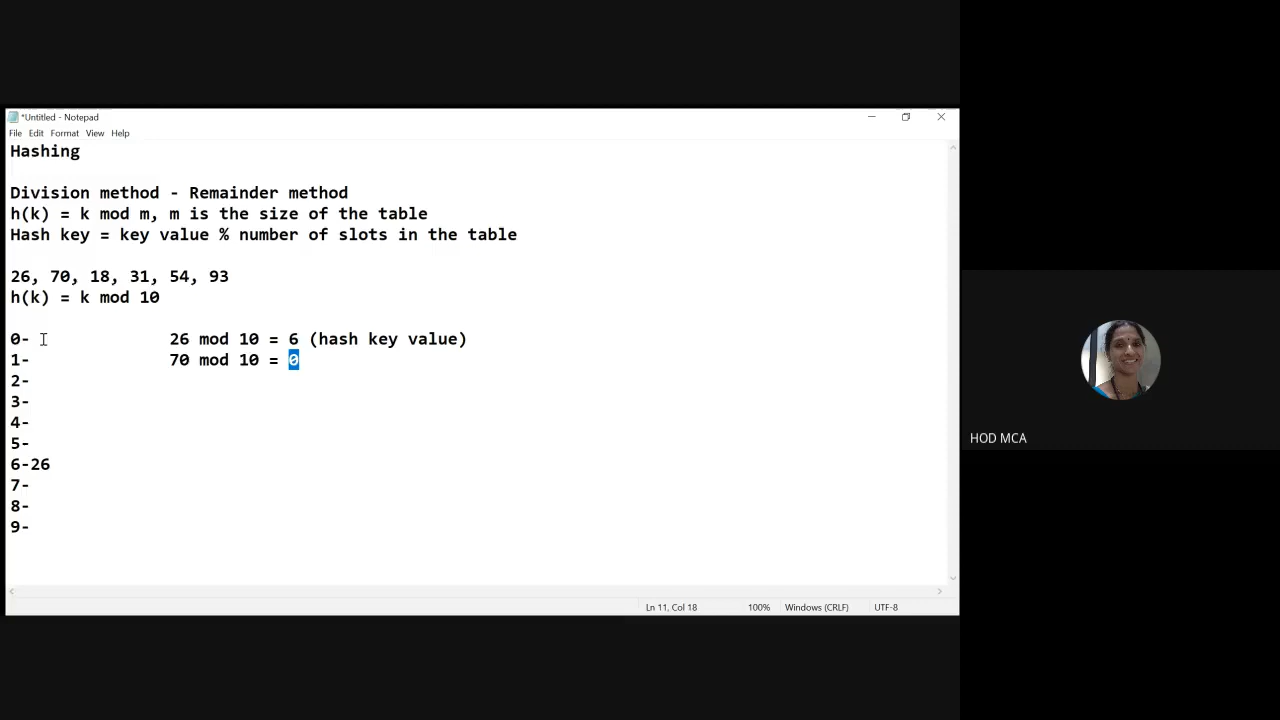 *Untitled - Notepad
File Edit Format View Help
Hashing
Division method - Remainder method
h(k) = k mod m, m is the size of the table
Hash key = key value % number of slots in the table
26, 70, 18, 31, 54, 93
h(k) = k mod 10
0- 26 mod 10 = 6 (hash key value)
1- 70 mod 10 = 0
2-
3-
4-
5-
6-26
7-
8-
9-
Ln 11, Col 18 100% Windows (CRLF) UTF-8
HOD MCA